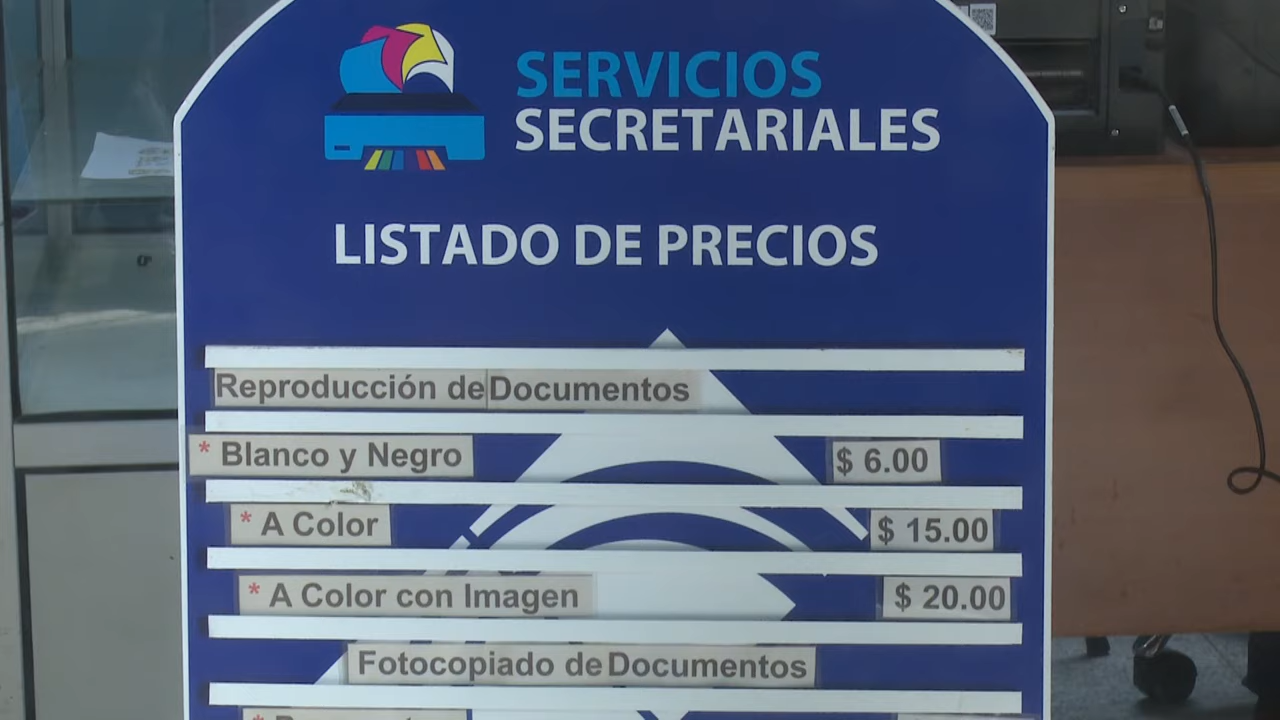 SERVICIOS
SECRETARIALES
LISTADO DE PRECIOS
Reproducción de Documentos
* Blanco y Negro $ 6.00
* A Color $ 15.00
* A Color con Imagen $ 20.00
Fotocopiado de Documentos